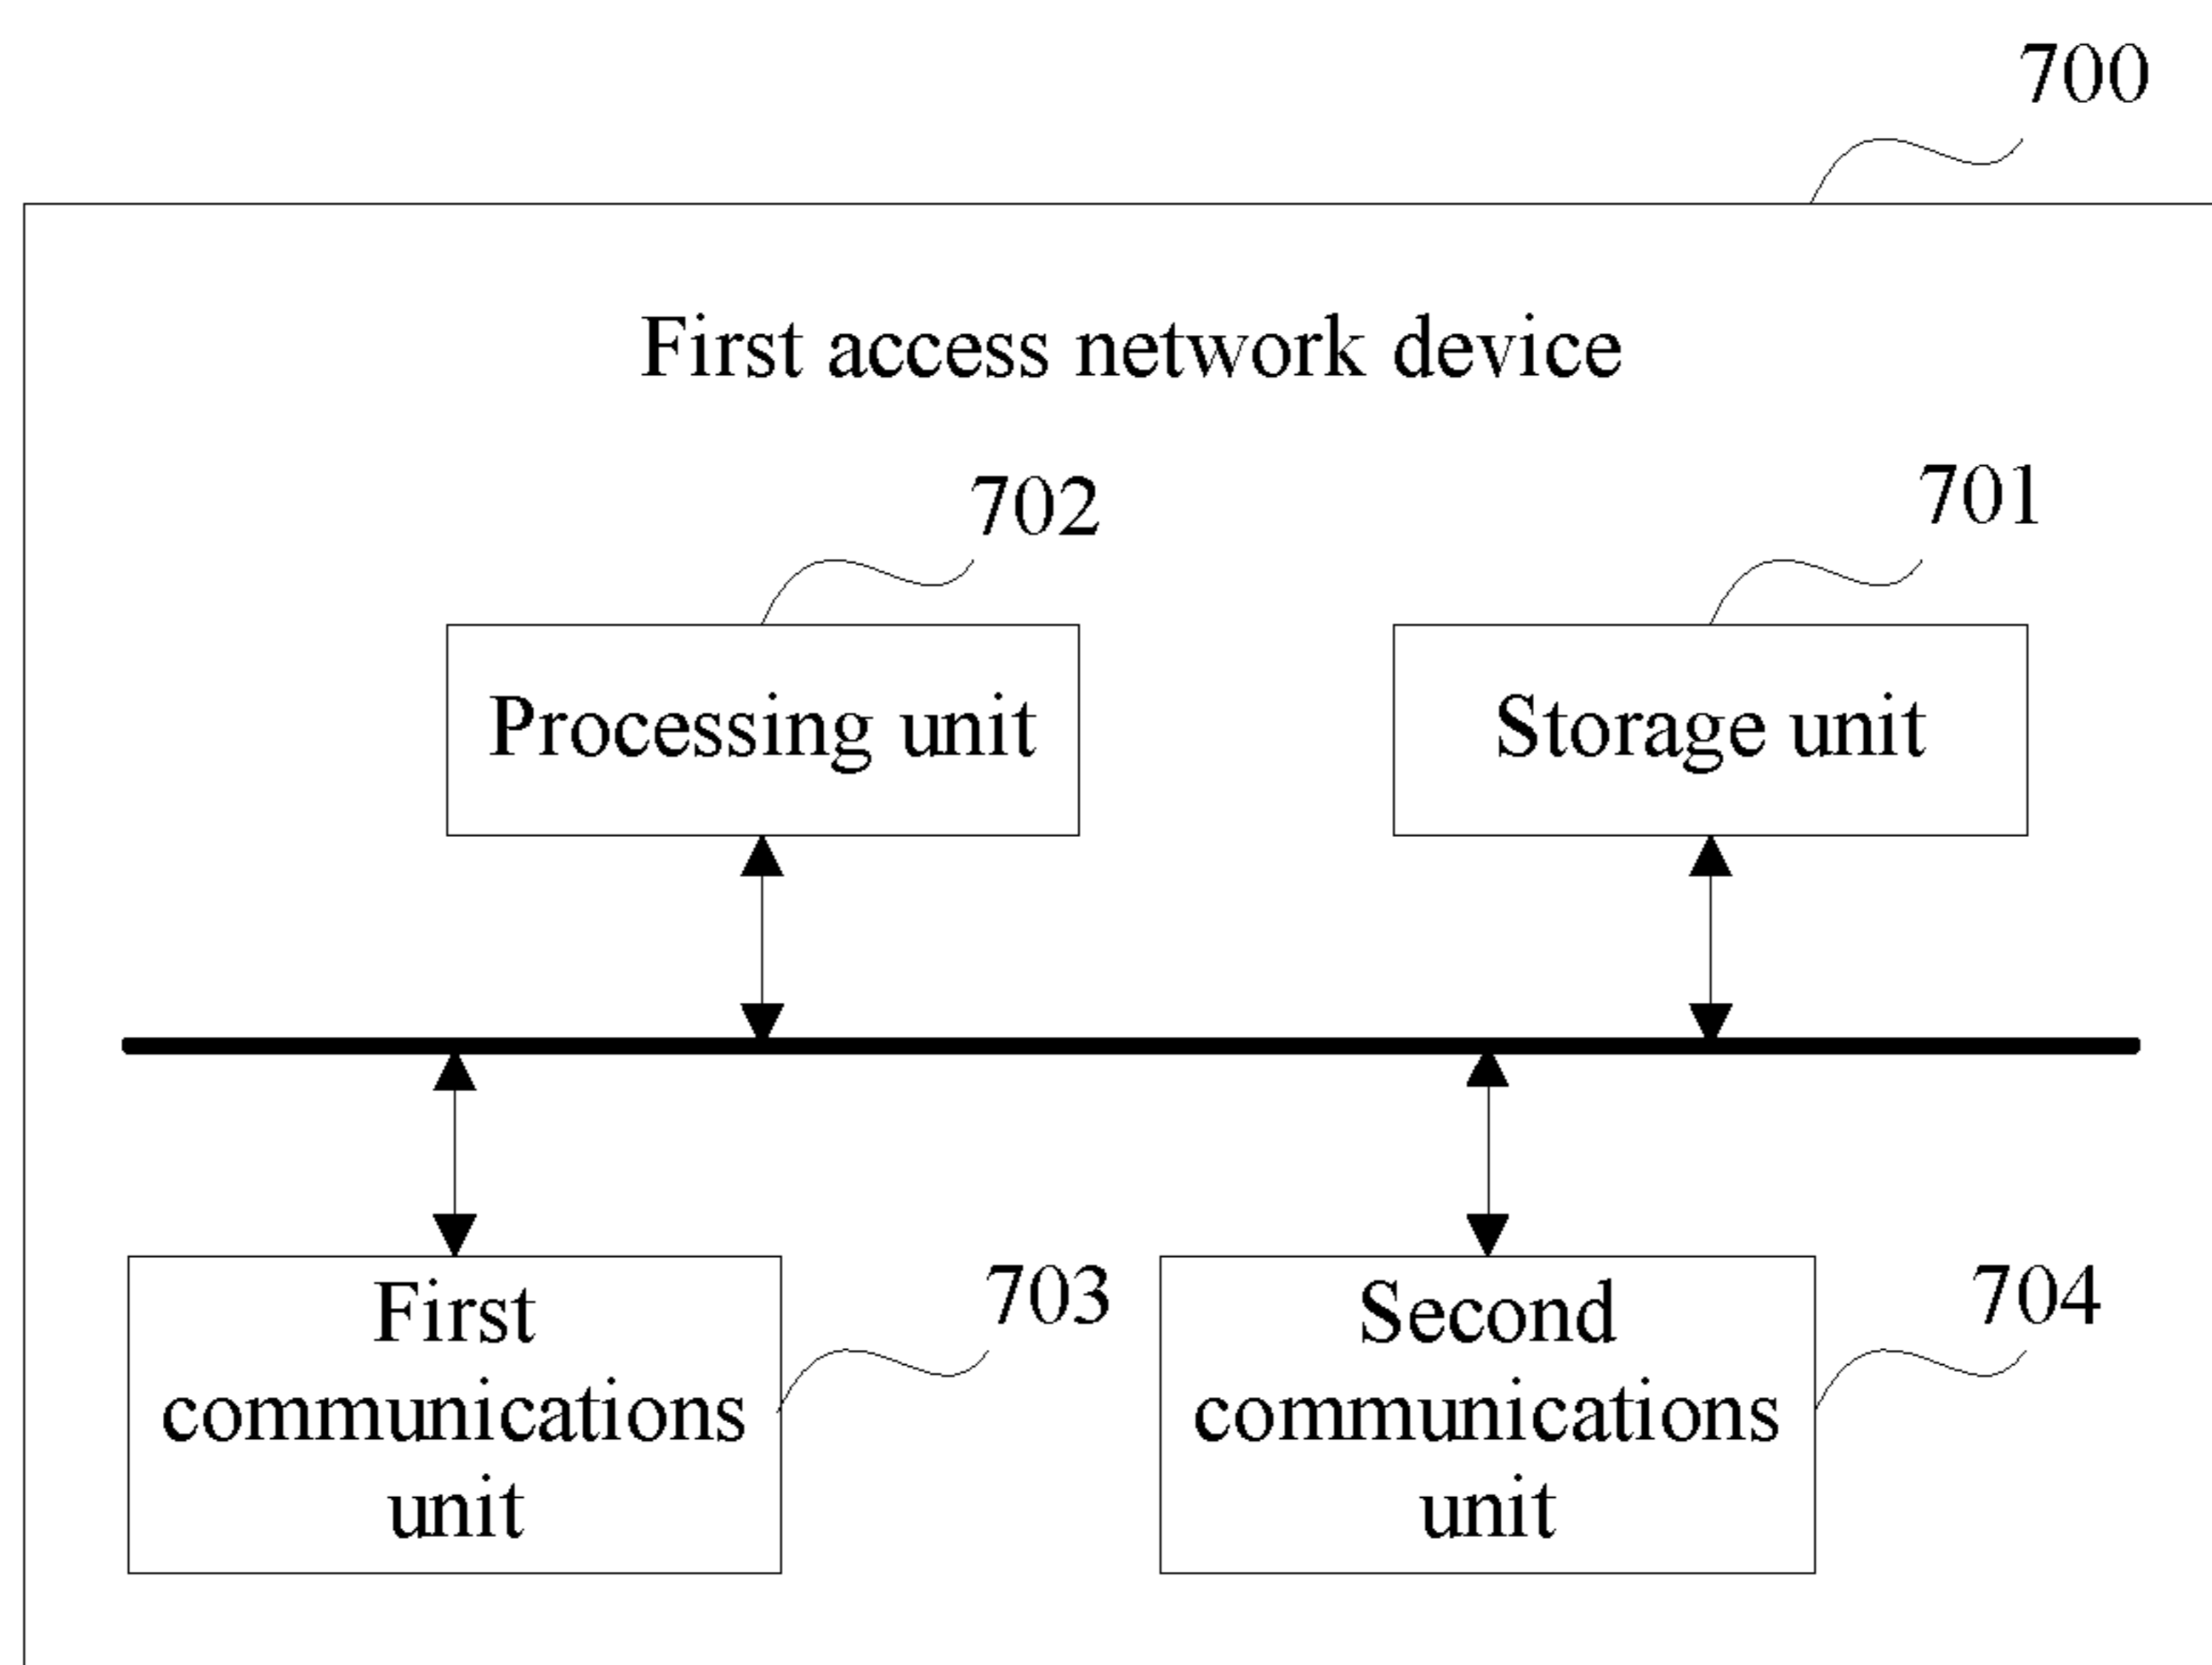 700
First access network device
702
701
Processing unit
Storage unit
First
communications
unit
703
Second
communications
unit
704